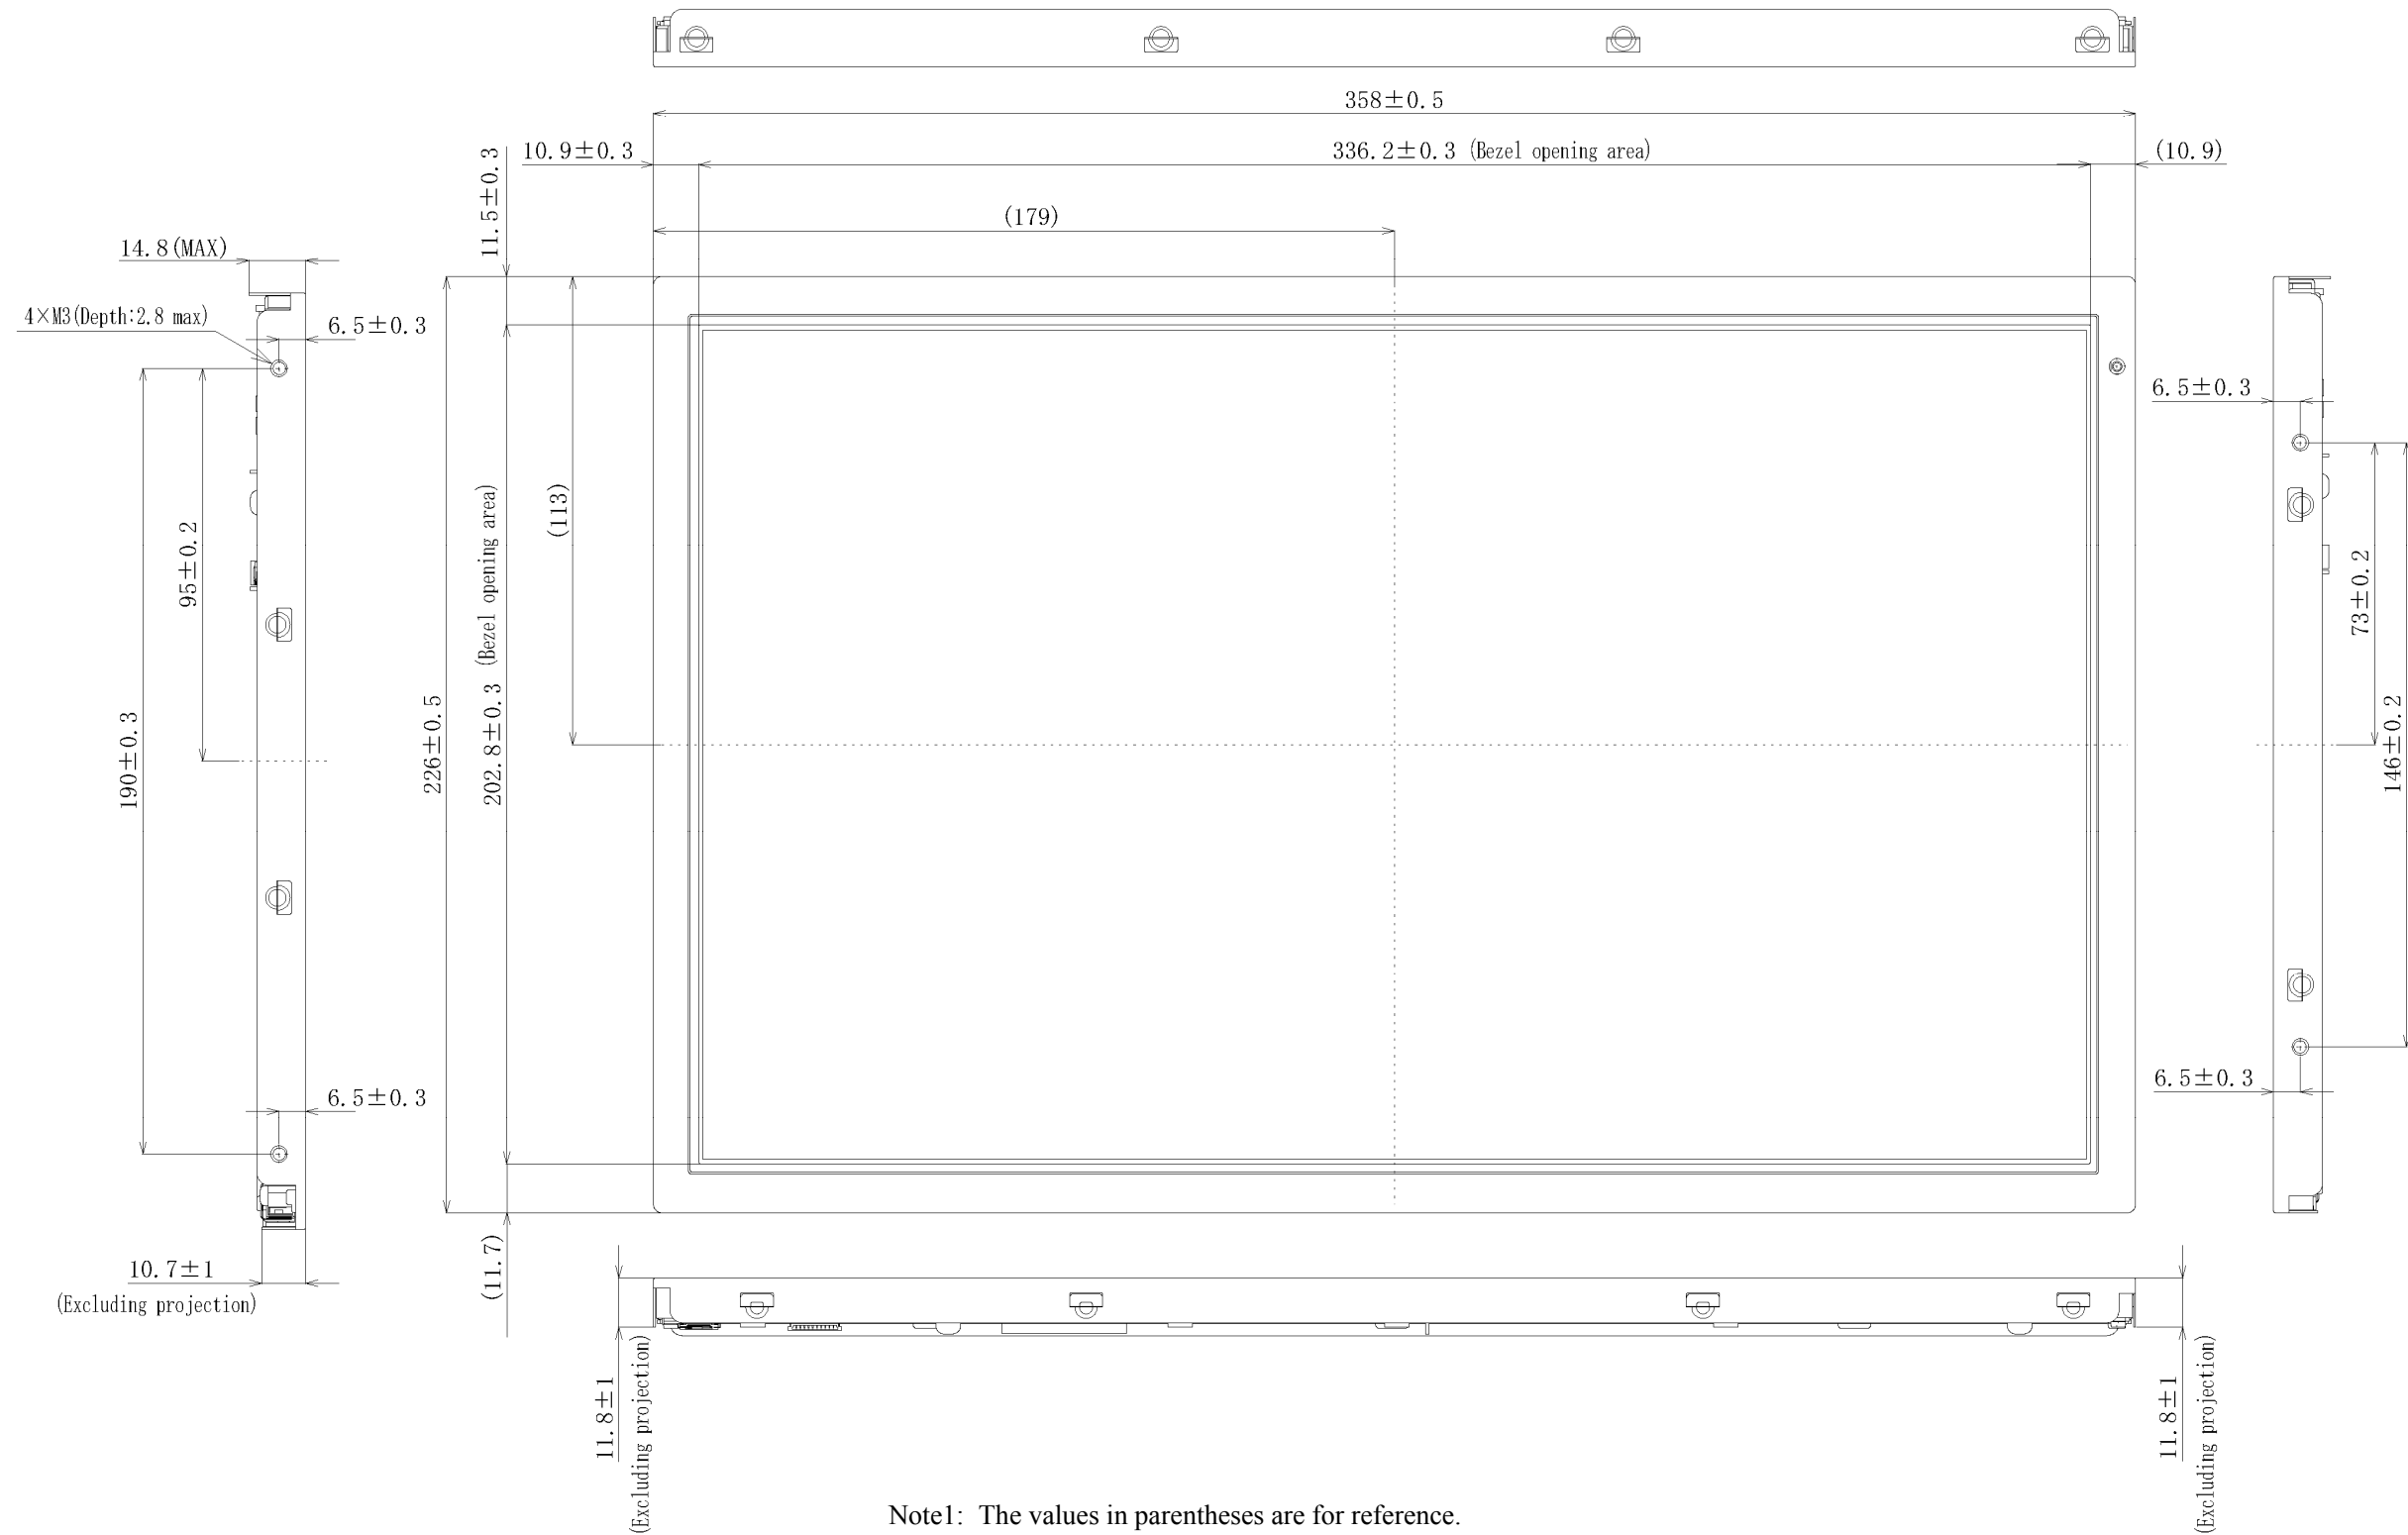 358±0.5
10.9±0.3
336.2±0.3 (Bezel opening area)
(10.9)
11.5±0.3
(179)
14.8(MAX)
4×M3(Depth:2.8 max)
6.5±0.3
6.5±0.3
(113)
95±0.2
202.8±0.3 (Bezel opening area)
73±0.2
226±0.5
190±0.3
146±0.2
6.5±0.3
6.5±0.3
10.7±1
(Excluding projection)
(11.7)
11.8±1
(Excluding projection)
11.8±1
(Excluding projection)
Note1: The values in parentheses are for reference.